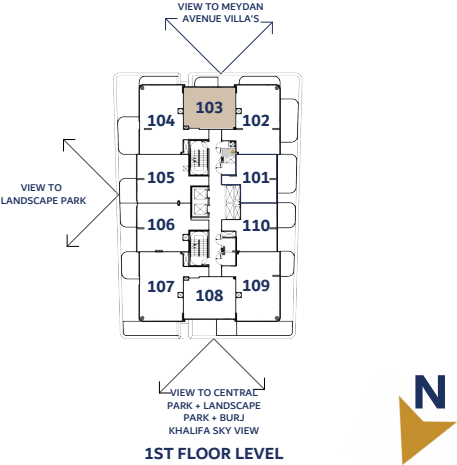 VIEW TO MEYDAN
AVENUE VILLA'S
103
104
102
105
101
VIEW TO
LANDSCAPE PARK
106
110
107
109
108
VIEW TO CENTRAL
PARK + LANDSCAPE
PARK + BURJ
KHALIFA SKY VIEW
1ST FLOOR LEVEL
N